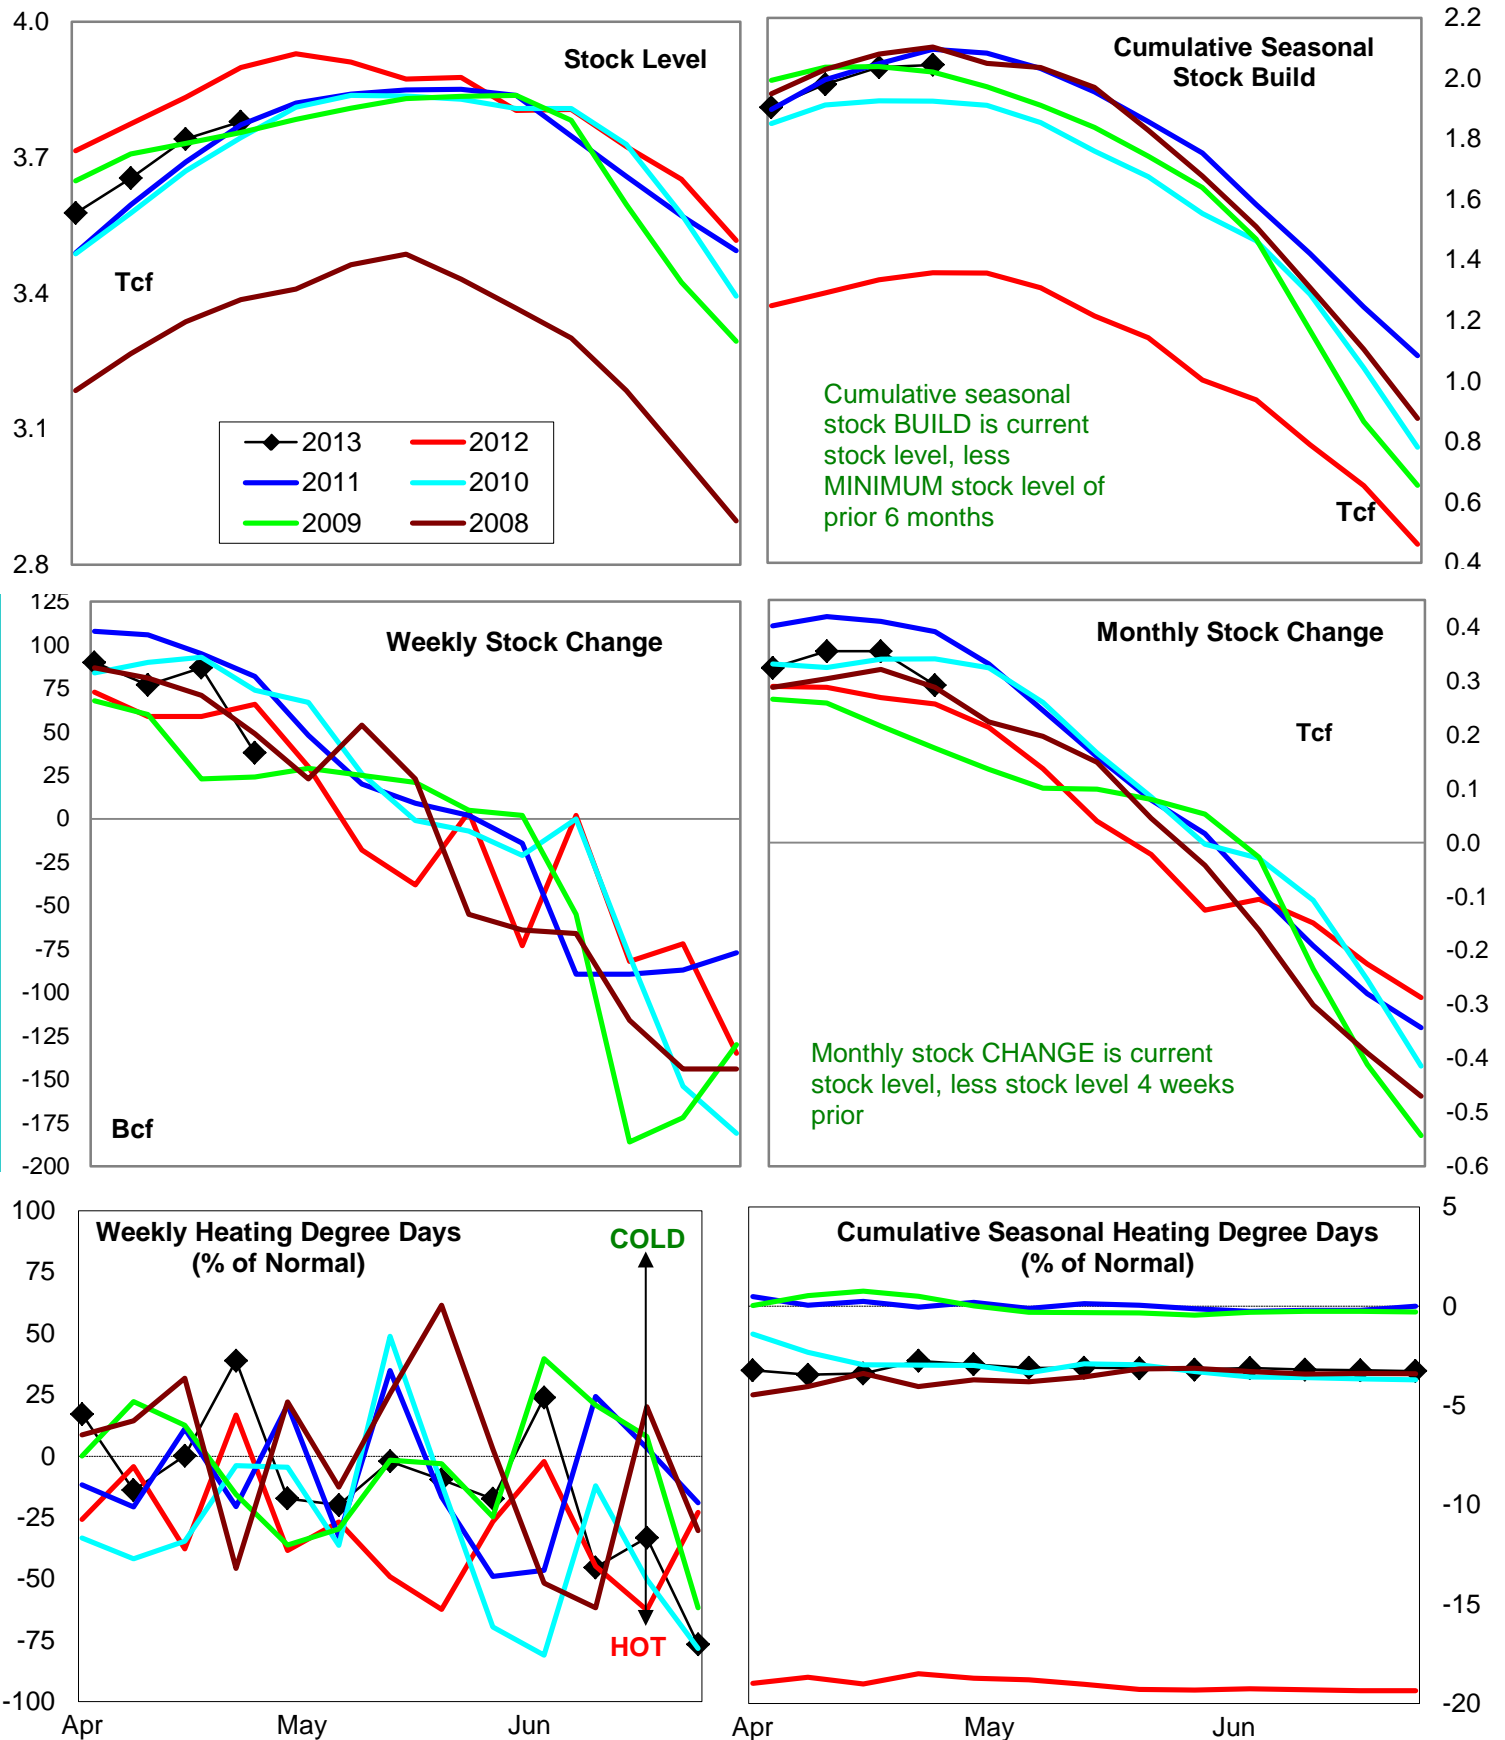 4.0
3.7
3.4
3.1
2.8
Stock Level
Tcf
2013
2012
2011
2010
2009
2008
2.2
2.0
1.8
1.6
1.4
1.2
1.0
0.8
0.6
0.4
Cumulative Seasonal
Stock Build
Cumulative seasonal
stock BUILD is current
stock level, less
MINIMUM stock level of
prior 6 months
Tcf
125
100
75
50
25
0
-25
-50
-75
-100
-125
-150
-175
-200
Weekly Stock Change
Bcf
0.4
0.3
0.2
0.1
0.0
-0.1
-0.2
-0.3
-0.4
-0.5
-0.6
Monthly Stock Change
Tcf
Monthly stock CHANGE is current
stock level, less stock level 4 weeks
prior
100
75
50
25
0
-25
-50
-75
-100
Weekly Heating Degree Days
(% of Normal)
COLD
HOT
Apr
May
Jun
5
0
-5
-10
-15
-20
Cumulative Seasonal Heating Degree Days
(% of Normal)
Apr
May
Jun